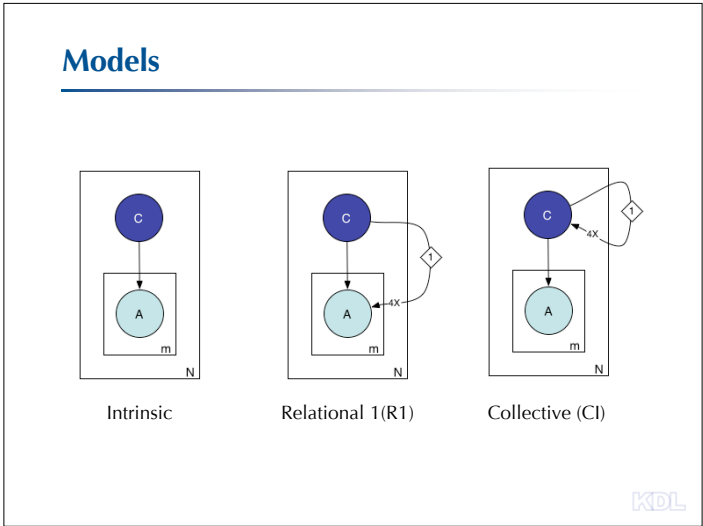 Models
C
A
m
N
Intrinsic
C
1
A
4X
m
N
Relational 1(R1)
C
1
4X
A
m
N
Collective (CI)
KDL